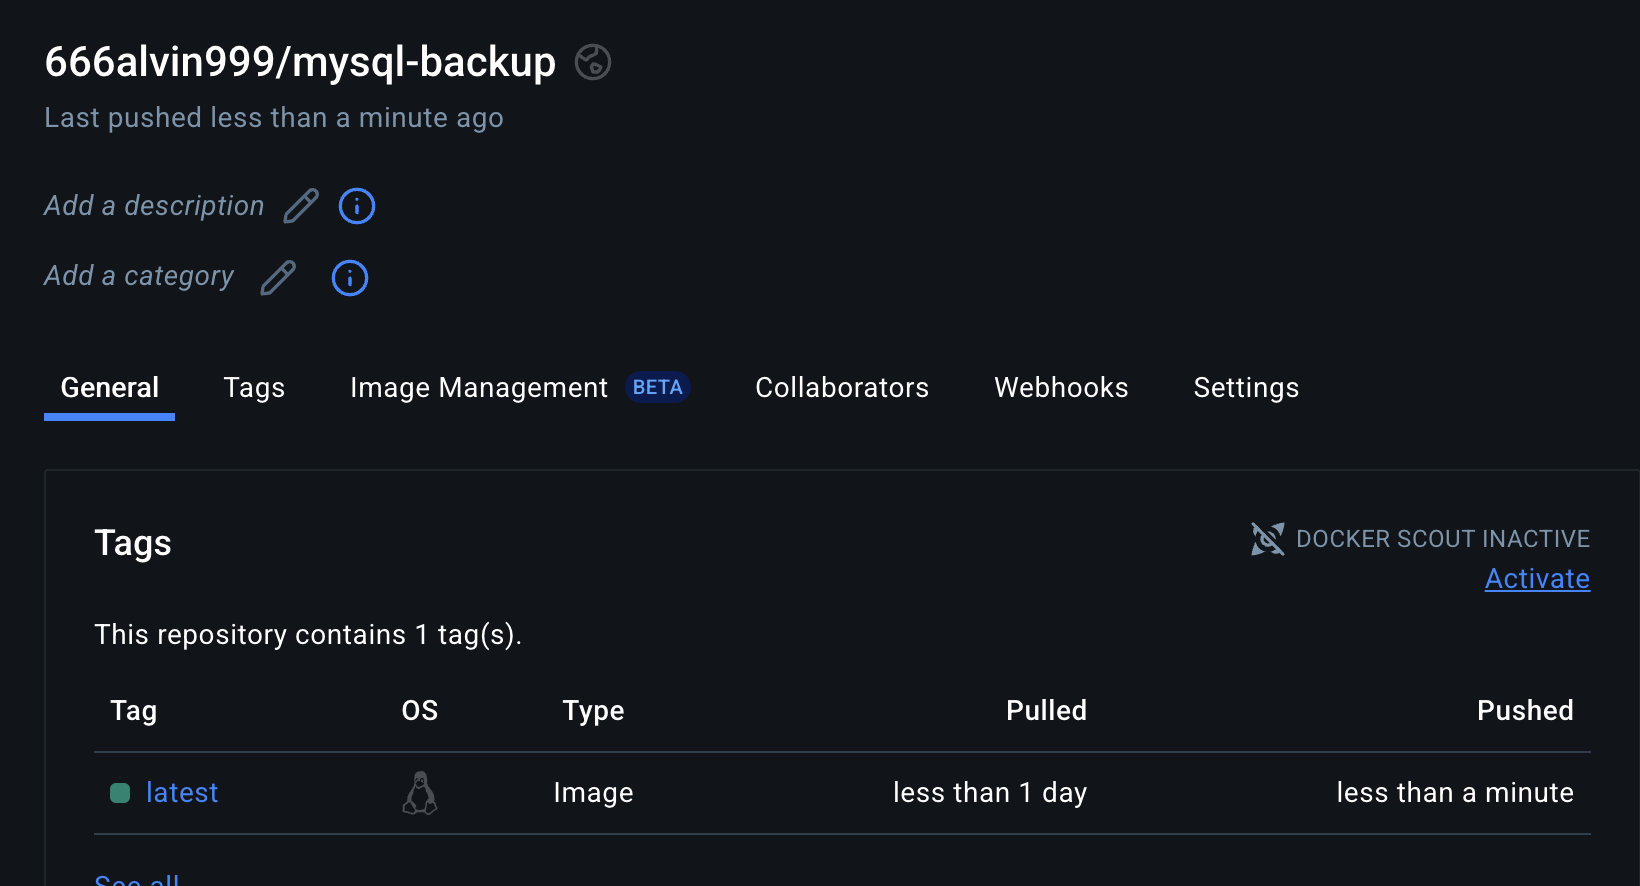 666alvin999/mysql-backup
Last pushed less than a minute ago
Add a description
Add a category
General Tags Image Management BETA Collaborators Webhooks Settings
Tags
DOCKER SCOUT INACTIVE
Activate
This repository contains 1 tag(s).
Tag OS Type Pulled Pushed
latest Image less than 1 day less than a minute
See all